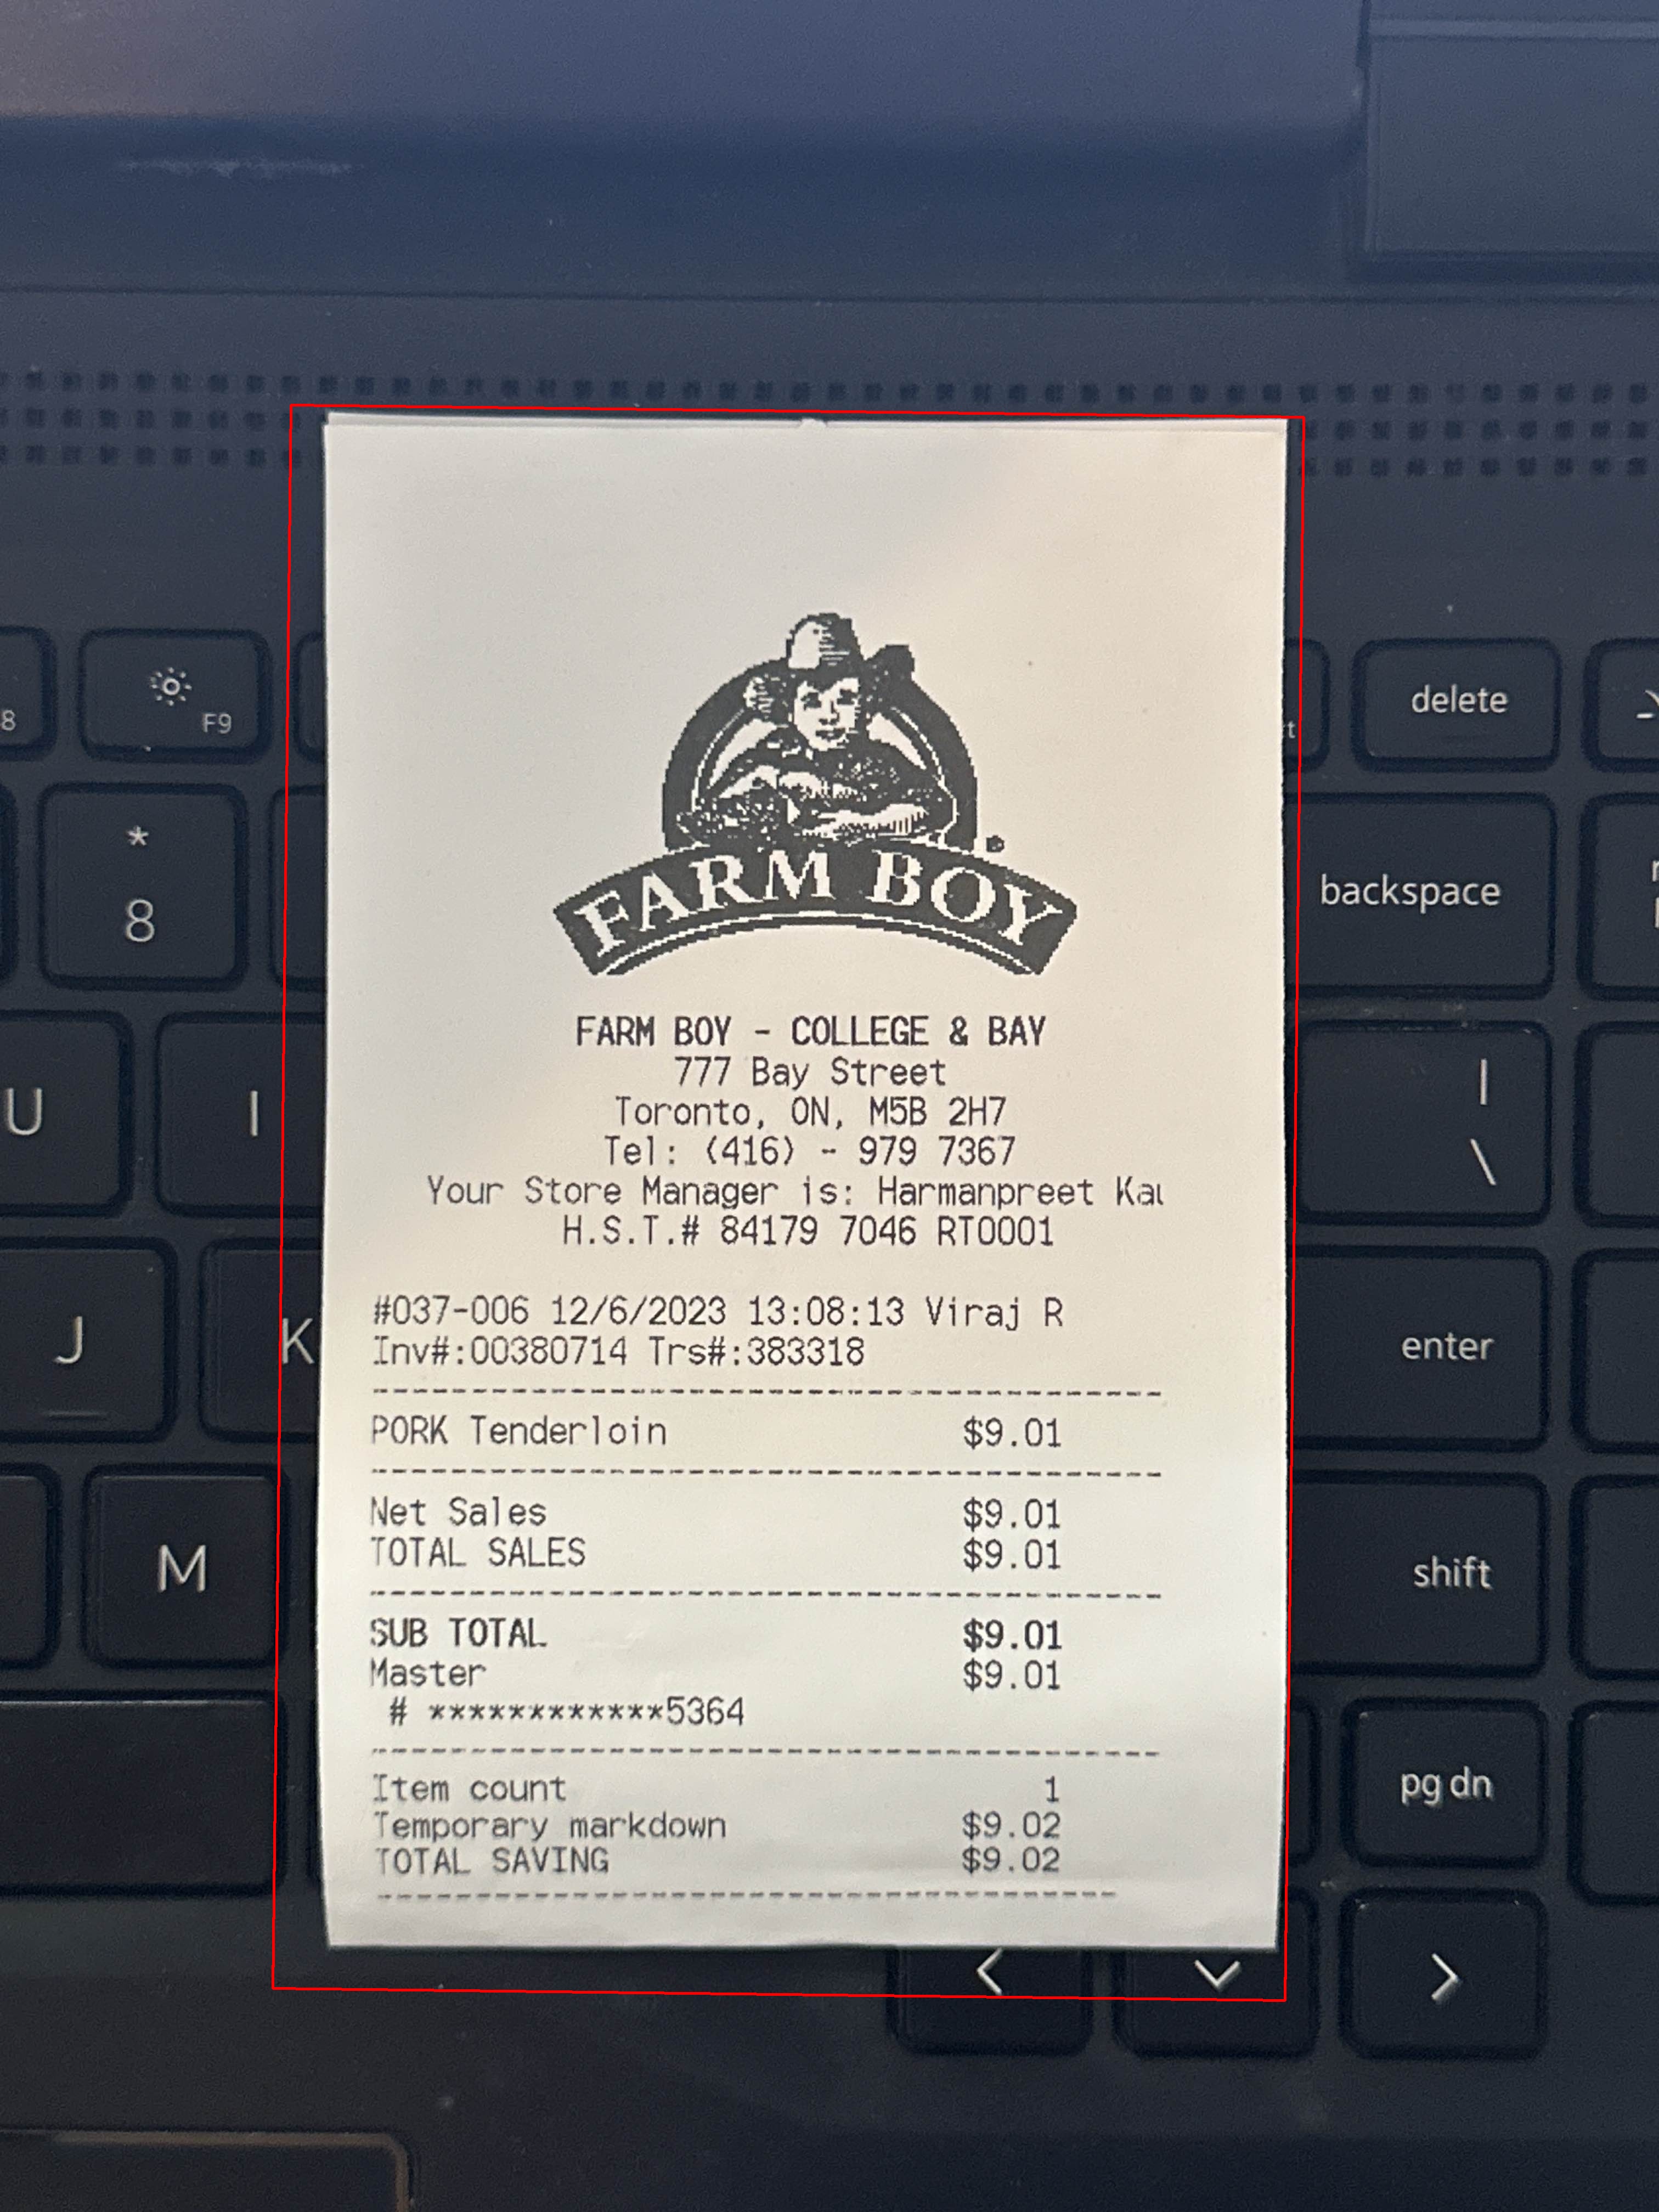 FARM BOY
FARM BOY - COLLEGE & BAY
777 Bay Street
Toronto, ON, M5B 2H7
Tel: (416) - 979 7367
Your Store Manager is: Harmanpreet Kau
H.S.T.# 84179 7046 RT0001
#037-006 12/6/2023 13:08:13 Viraj R
Inv#:00380714 Trs#:383318
----------------------------------------
PORK Tenderloin $9.01
----------------------------------------
Net Sales $9.01
TOTAL SALES $9.01
----------------------------------------
SUB TOTAL $9.01
Master $9.01
# ************5364
----------------------------------------
Item count 1
Temporary markdown $9.02
TOTAL SAVING $9.02
----------------------------------------
8
F9
delete
*
8
backspace
U
I
|
\
J
K
enter
M
shift
pg dn